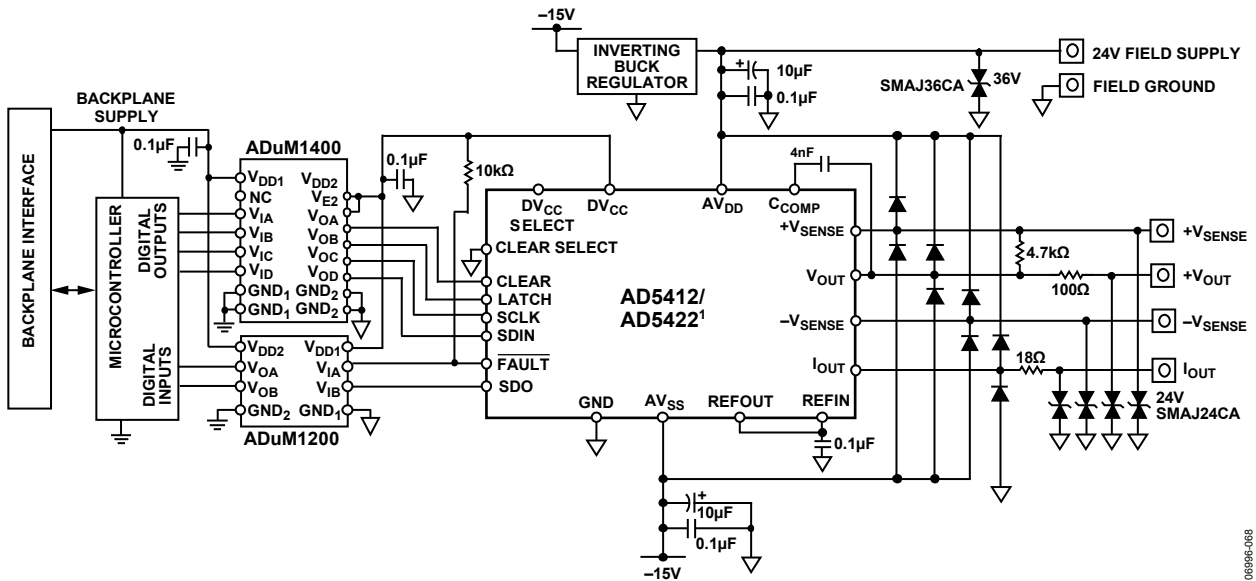 –15V
INVERTING
BUCK
REGULATOR
+
10µF
0.1µF
SMAJ36CA
36V
24V FIELD SUPPLY
FIELD GROUND
BACKPLANE INTERFACE
BACKPLANE
SUPPLY
0.1µF
MICROCONTROLLER
DIGITAL
OUTPUTS
DIGITAL
INPUTS
ADuM1400
VDD1
NC
VIA
VIB
VIC
VID
GND1
GND1
VDD2
VE2
VOA
VOB
VOC
VOD
GND2
GND2
VDD2
VOA
VOB
GND2
VDD1
VIA
VIB
GND1
ADuM1200
0.1µF
10kΩ
4nF
DVCC
SELECT
DVCC
AVDD
CCOMP
CLEAR SELECT
CLEAR
LATCH
SCLK
SDIN
FAULT
SDO
AD5412/
AD5422¹
+VSENSE
VOUT
–VSENSE
IOUT
GND
AVSS
REFOUT
REFIN
0.1µF
4.7kΩ
100Ω
18Ω
+VSENSE
+VOUT
–VSENSE
IOUT
24V
SMAJ24CA
+
10µF
0.1µF
–15V
06996-068